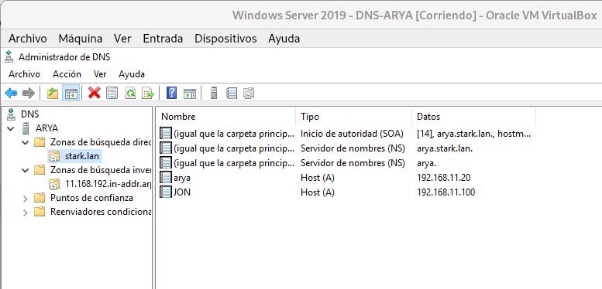 Windows Server 2019 - DNS-ARYA [Corriendo] - Oracle VM VirtualBox
Archivo Máquina Ver Entrada Dispositivos Ayuda
Administrador de DNS
Archivo Acción Ver Ayuda
DNS
ARYA
Zonas de búsqueda direc
stark.lan
Zonas de búsqueda inver
11.168.192.in-addr.arp
Puntos de confianza
Reenviadores condiciona
Nombre Tipo Datos
(igual que la carpeta princip... Inicio de autoridad (SOA) [14], arya.stark.lan., hostm...
(igual que la carpeta princip... Servidor de nombres (NS) arya.stark.lan.
(igual que la carpeta princip... Servidor de nombres (NS) arya.
arya Host (A) 192.168.11.20
JON Host (A) 192.168.11.100